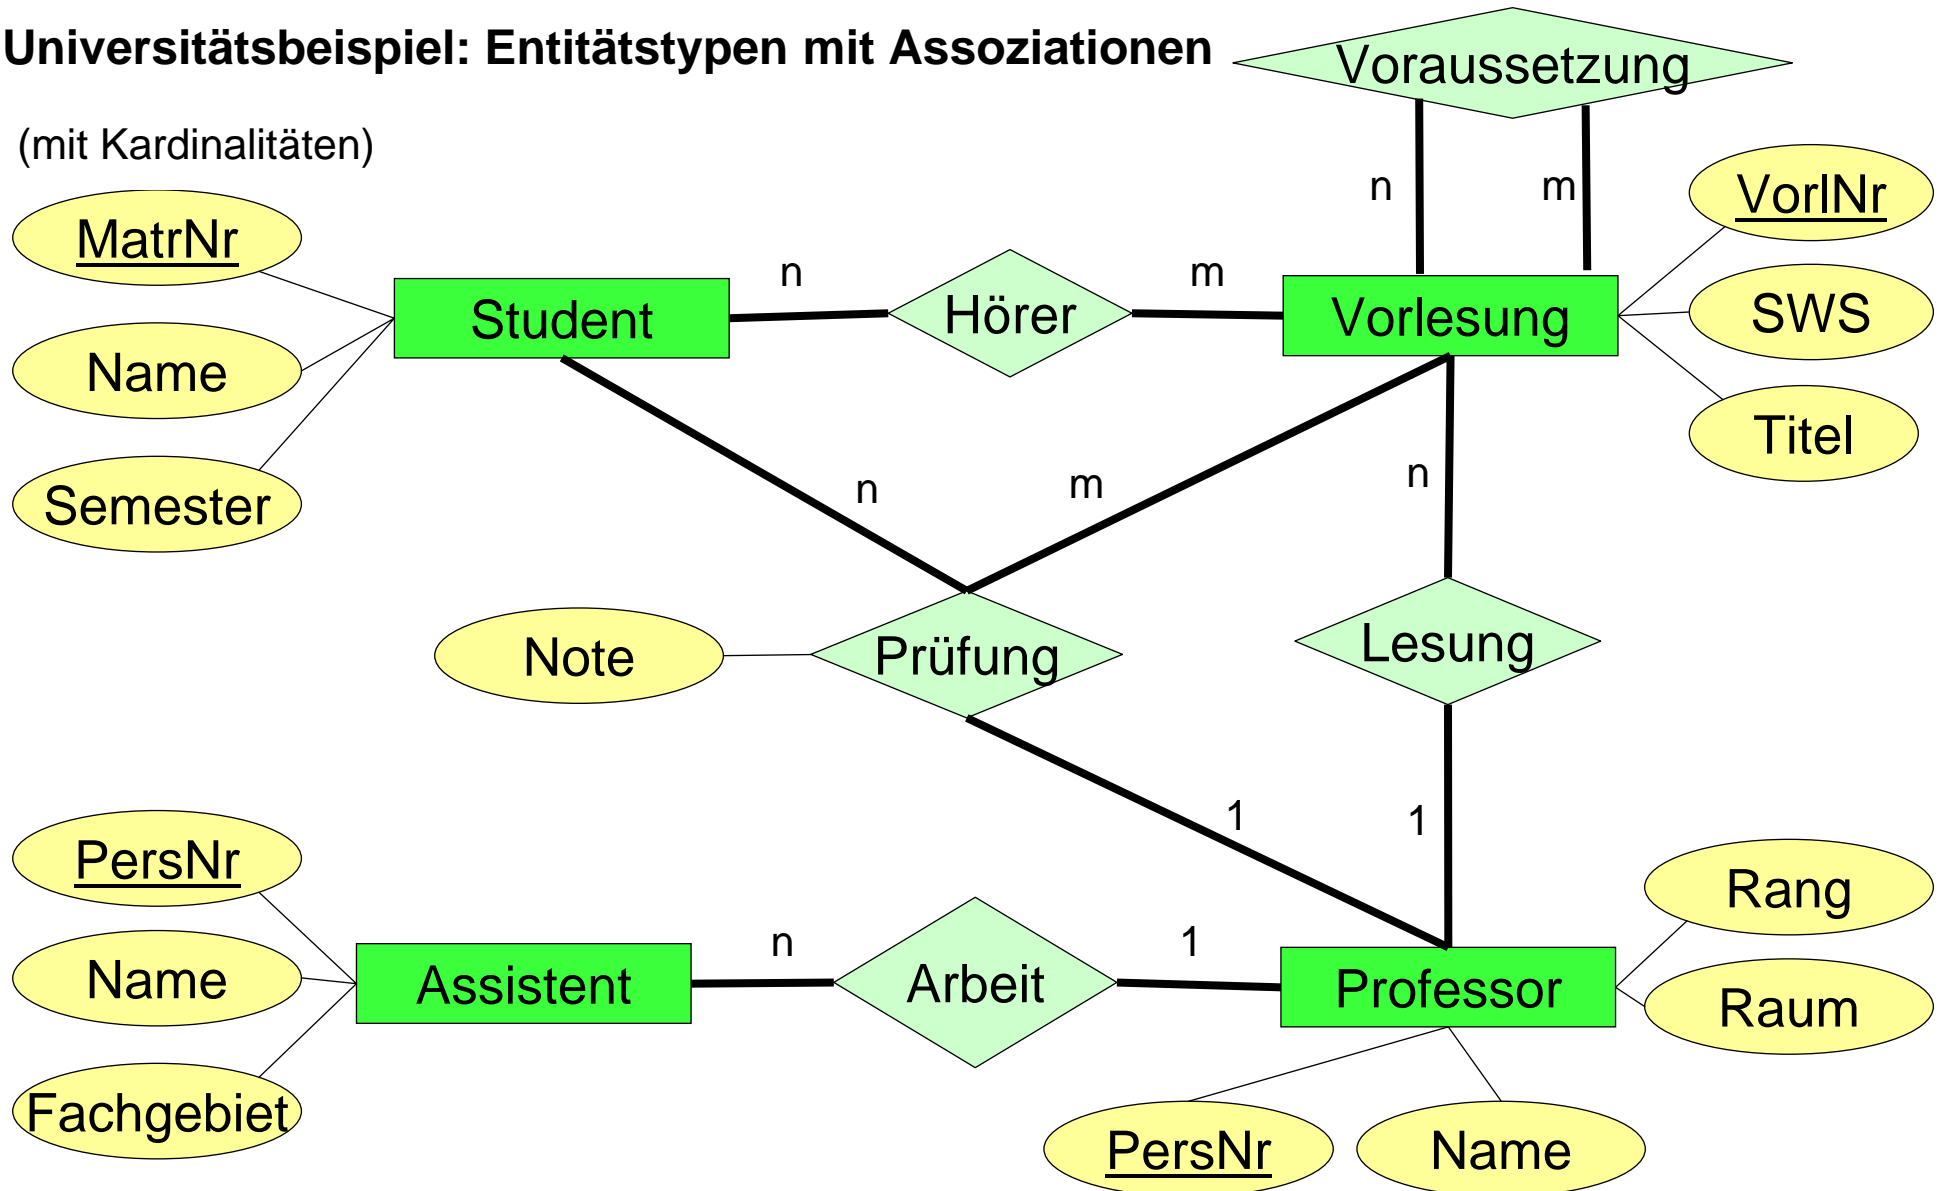 Universitätsbeispiel: Entitätstypen mit Assoziationen
Voraussetzung
(mit Kardinalitäten)
n
m
VorlNr
MatrNr
n
m
Student
Hörer
Vorlesung
SWS
Name
Titel
Semester
n
m
n
Note
Prüfung
Lesung
1
1
PersNr
Rang
n
1
Name
Assistent
Arbeit
Professor
Raum
Fachgebiet
PersNr
Name